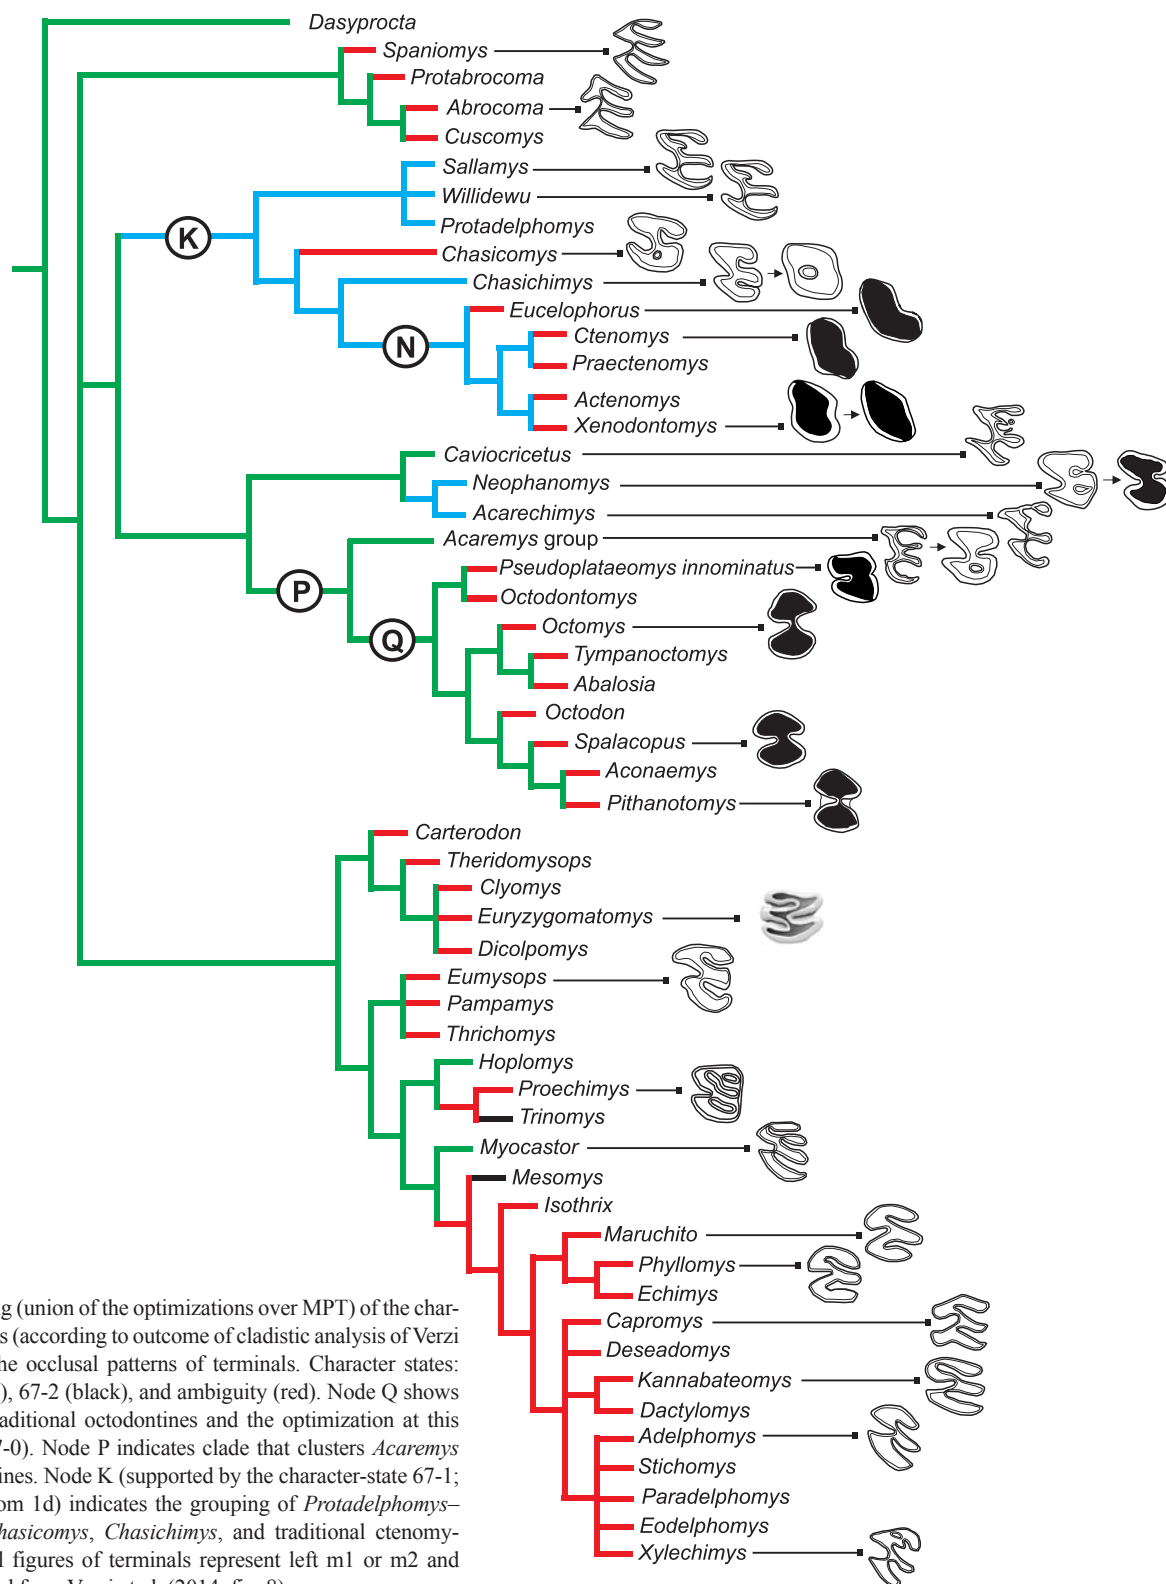 Dasyprocta
Spaniomys
Protabrocoma
Abrocoma
Cuscomys
Sallamys
Willidewu
Protadelphomys
K
Chasicomys
Chasichimys
Eucelophorus
Ctenomys
N
Praectenomys
Actenomys
Xenodontomys
Caviocricetus
Neophanomys
Acarechimys
Acaremys group
Pseudoplataeomys innominatus
P
Octodontomys
Octomys
Q
Tympanoctomys
Abalosia
Octodon
Spalacopus
Aconaemys
Pithanotomys
Carterodon
Theridomysops
Clyomys
Euryzygomatomys
Dicolpomys
Eumysops
Pampamys
Thrichomys
Hoplomys
Proechimys
Trinomys
Myocastor
Mesomys
Isothrix
Maruchito
Phyllomys
Echimys
Capromys
Deseadomys
Kannabateomys
Dactylomys
Adelphomys
Stichomys
Paradelphomys
Eodelphomys
Xylechimys
g (union of the optimizations over MPT) of the char-
s (according to outcome of cladistic analysis of Verzi
he occlusal patterns of terminals. Character states:
), 67-2 (black), and ambiguity (red). Node Q shows
aditional octodontines and the optimization at this
7-0). Node P indicates clade that clusters Acaremys
ines. Node K (supported by the character-state 67-1;
om 1d) indicates the grouping of Protadelphomys–
hasicomys, Chasichimys, and traditional ctenomy-
l figures of terminals represent left m1 or m2 and